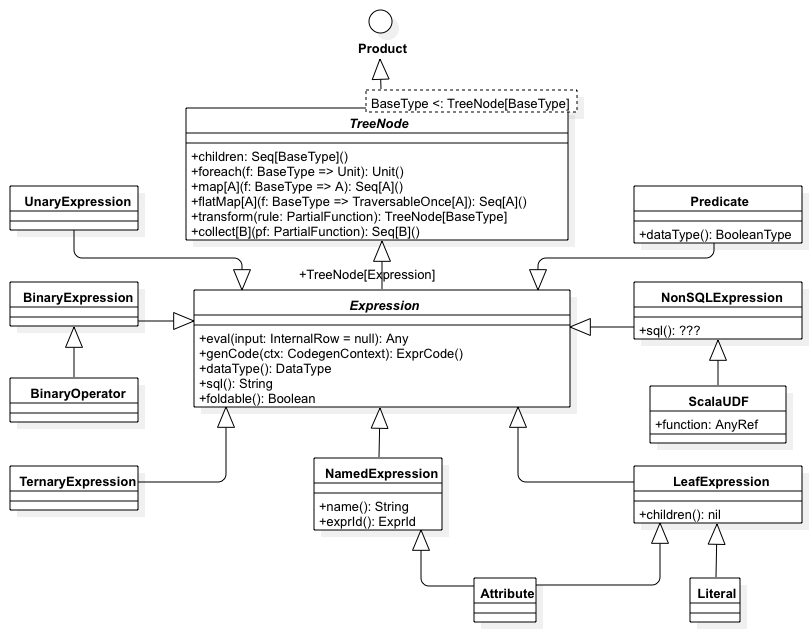 Product
BaseType <: TreeNode[BaseType]
TreeNode
+children: Seq[BaseType]()
+foreach(f: BaseType => Unit): Unit()
+map[A](f: BaseType => A): Seq[A]()
+flatMap[A](f: BaseType => TraversableOnce[A]): Seq[A]()
+transform(rule: PartialFunction): TreeNode[BaseType]
+collect[B](pf: PartialFunction): Seq[B]()
UnaryExpression
Predicate
+dataType(): BooleanType
+TreeNode[Expression]
BinaryExpression
Expression
+eval(input: InternalRow = null): Any
+genCode(ctx: CodegenContext): ExprCode()
+dataType(): DataType
+sql(): String
+foldable(): Boolean
NonSQLExpression
+sql(): ???
BinaryOperator
ScalaUDF
+function: AnyRef
TernaryExpression
NamedExpression
+name(): String
+exprId(): ExprId
LeafExpression
+children(): nil
Attribute
Literal